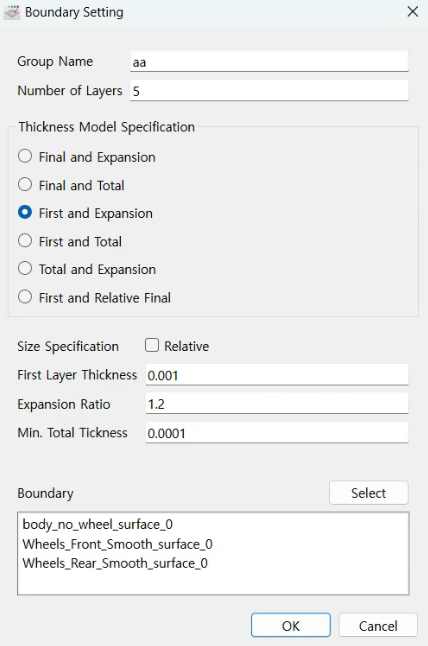 Boundary Setting
Group Name aa
Number of Layers 5
Thickness Model Specification
Final and Expansion
Final and Total
First and Expansion
First and Total
Total and Expansion
First and Relative Final
Size Specification Relative
First Layer Thickness 0.001
Expansion Ratio 1.2
Min. Total Tickness 0.0001
Boundary Select
body_no_wheel_surface_0
Wheels_Front_Smooth_surface_0
Wheels_Rear_Smooth_surface_0
OK Cancel